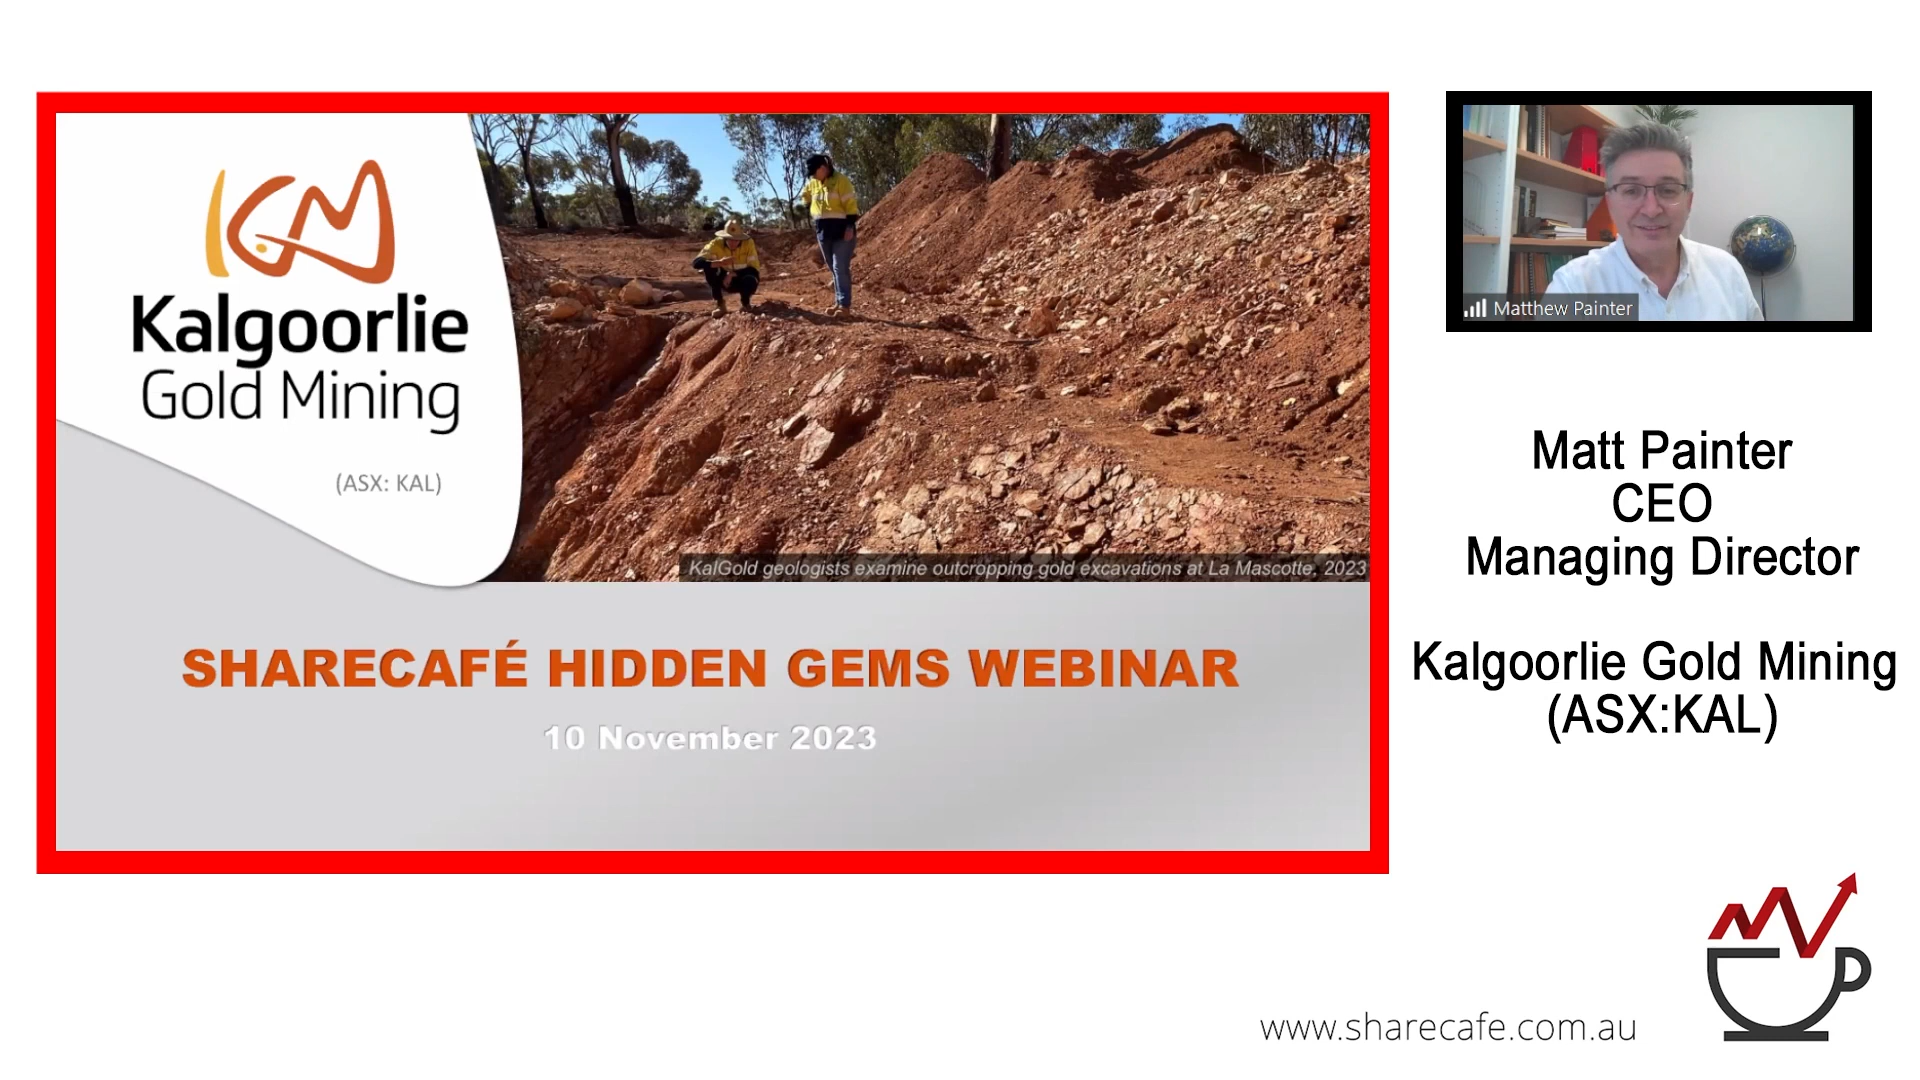 Kalgoorlie
Gold Mining
(ASX: KAL)
KalGold geologists examine outcropping gold excavations at La Mascotte, 2023
SHARECAFÉ HIDDEN GEMS WEBINAR
10 November 2023
Matthew Painter
Matt Painter
CEO
Managing Director
Kalgoorlie Gold Mining
(ASX:KAL)
www.sharecafe.com.au